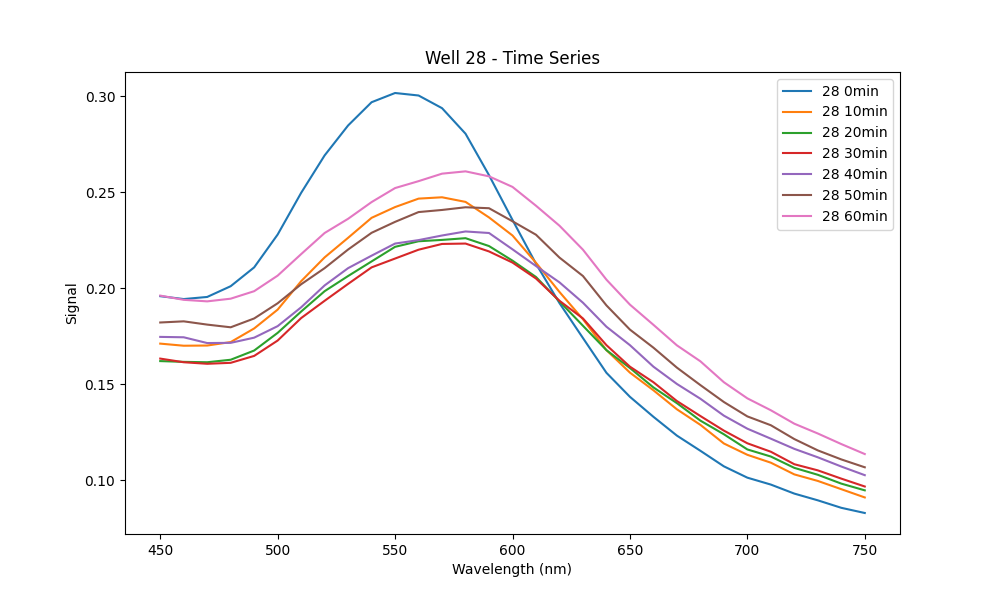 Well 28 - Time Series
Signal
0.30
0.25
0.20
0.15
0.10
28 0min
28 10min
28 20min
28 30min
28 40min
28 50min
28 60min
450 500 550 600 650 700 750
Wavelength (nm)